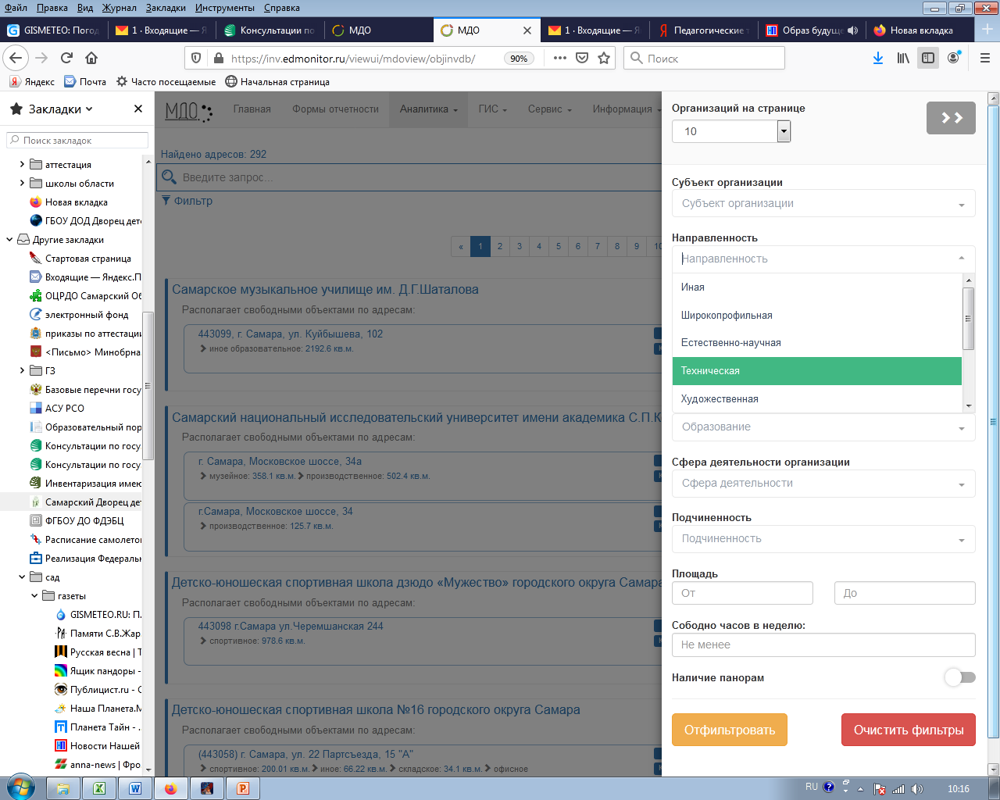 Файл Правка Вид Журнал Закладки Инструменты Справка
GISMETEO: Погод
1 · Входящие — Я
Консультации по
МДО
МДО
1 · Входящие — Я
Педагогические т
Образ будуще
Новая вкладка
https://inv.edmonitor.ru/viewui/mdoview/objinvdb/
90%
Поиск
Яндекс Почта Часто посещаемые Начальная страница
Закладки
Поиск закладок
аттестация
школы области
Новая вкладка
ГБОУ ДОД Дворец дет
Другие закладки
Стартовая страница
Входящие — Яндекс.П
ОЦРДО Самарский Об
электронный фонд
приказы по аттестации
<Письмо> Минобрна
ГЗ
Базовые перечни госу
АСУ РСО
Образовательный пор
Консультации по госу
Консультации по госу
Инвентаризация имею
Самарский Дворец дет
ФГБОУ ДО ФДЭБЦ
Расписание самолетов
Реализация Федеральн
сад
газеты
GISMETEO.RU: П.
Памяти С.В.Жар
Русская весна | Т
Ящик пандоры -
Публицист.ru - С
Наша Планета.М
Планета Тайн - .
Новости Нашей
anna-news | Фро
МДО
Главная Формы отчетности Аналитика ГИС Сервис Информация
Найдено адресов: 292
Введите запрос...
Фильтр
« 1 2 3 4 5 6 7 8 9 10
Самарское музыкальное училище им. Д.Г.Шаталова
Располагает свободными объектами по адресам:
443099, г. Самара, ул. Куйбышева, 102
иное образовательное: 2192.6 кв.м.
Самарский национальный исследовательский университет имени академика С.П.К
Располагает свободными объектами по адресам:
г. Самара, Московское шоссе, 34а
музейное: 358.1 кв.м. производственное: 502.4 кв.м.
г.Самара, Московское шоссе, 34
производственное: 125.7 кв.м.
Детско-юношеская спортивная школа дзюдо «Мужество» городского округа Самара
Располагает свободными объектами по адресам:
443098 г.Самара ул.Черемшанская 244
спортивное: 978.6 кв.м.
Детско-юношеская спортивная школа №16 городского округа Самара
Располагает свободными объектами по адресам:
(443058) г. Самара, ул. 22 Партсъезда, 15 "А"
спортивное: 200.01 кв.м. иное: 66.22 кв.м. складское: 34.1 кв.м. офисное
Организаций на странице
10
Субъект организации
Субъект организации
Направленность
Направленность
Иная
Широкопрофильная
Естественно-научная
Техническая
Художественная
Образование
Сфера деятельности организации
Сфера деятельности
Подчиненность
Подчиненность
Площадь
От До
Сободно часов в неделю:
Не менее
Наличие панорам
Отфильтровать Очистить фильтры
RU 10:16